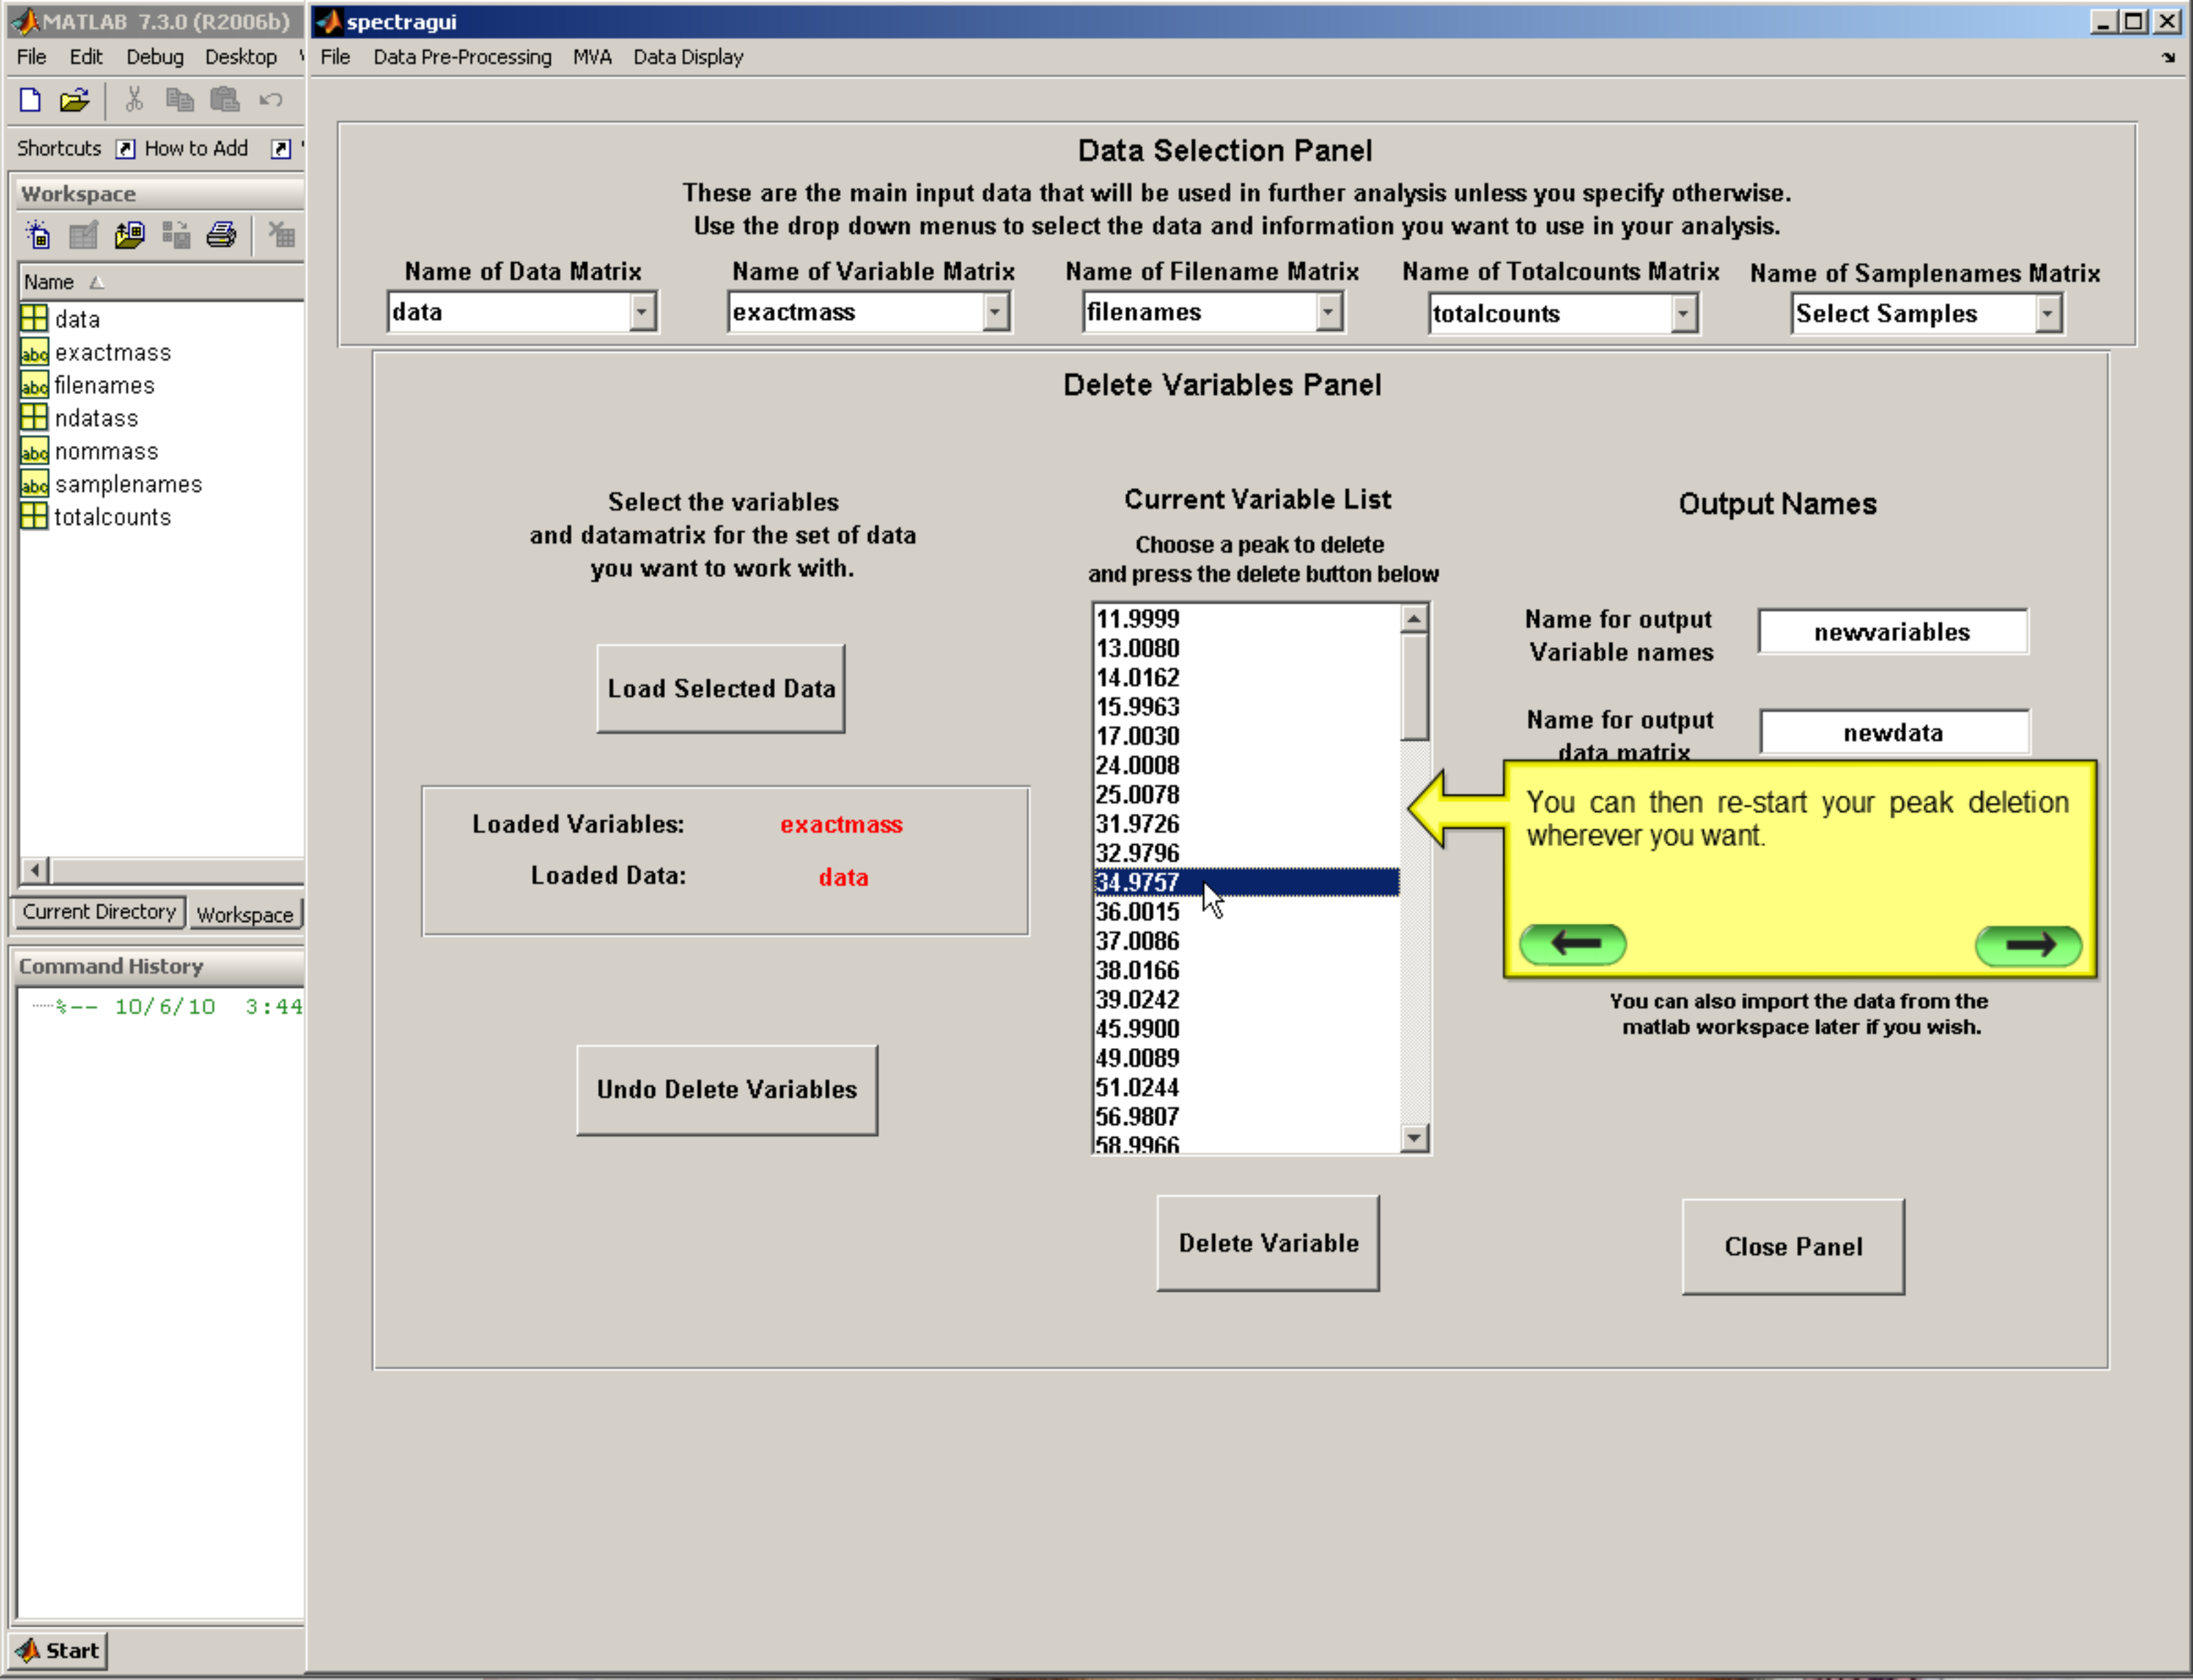 MATLAB 7.3.0 (R2006b)
File Edit Debug Desktop
Shortcuts How to Add
Workspace
Name
data
exactmass
filenames
ndatass
nommass
samplenames
totalcounts
Current Directory Workspace
Command History
%-- 10/6/10 3:44
Start
spectragui
File Data Pre-Processing MVA Data Display
Data Selection Panel
These are the main input data that will be used in further analysis unless you specify otherwise.
Use the drop down menus to select the data and information you want to use in your analysis.
Name of Data Matrix Name of Variable Matrix Name of Filename Matrix Name of Totalcounts Matrix Name of Samplenames Matrix
data exactmass filenames totalcounts Select Samples
Delete Variables Panel
Select the variables
and datamatrix for the set of data
you want to work with.
Load Selected Data
Loaded Variables: exactmass
Loaded Data: data
Undo Delete Variables
Current Variable List
Choose a peak to delete
and press the delete button below
11.9999
13.0080
14.0162
15.9963
17.0030
24.0008
25.0078
31.9726
32.9796
34.9757
36.0015
37.0086
38.0166
39.0242
45.9900
49.0089
51.0244
56.9807
58.9966
Delete Variable
Output Names
Name for output
Variable names
newvariables
Name for output
data matrix
newdata
You can then re-start your peak deletion
wherever you want.
You can also import the data from the
matlab workspace later if you wish.
Close Panel